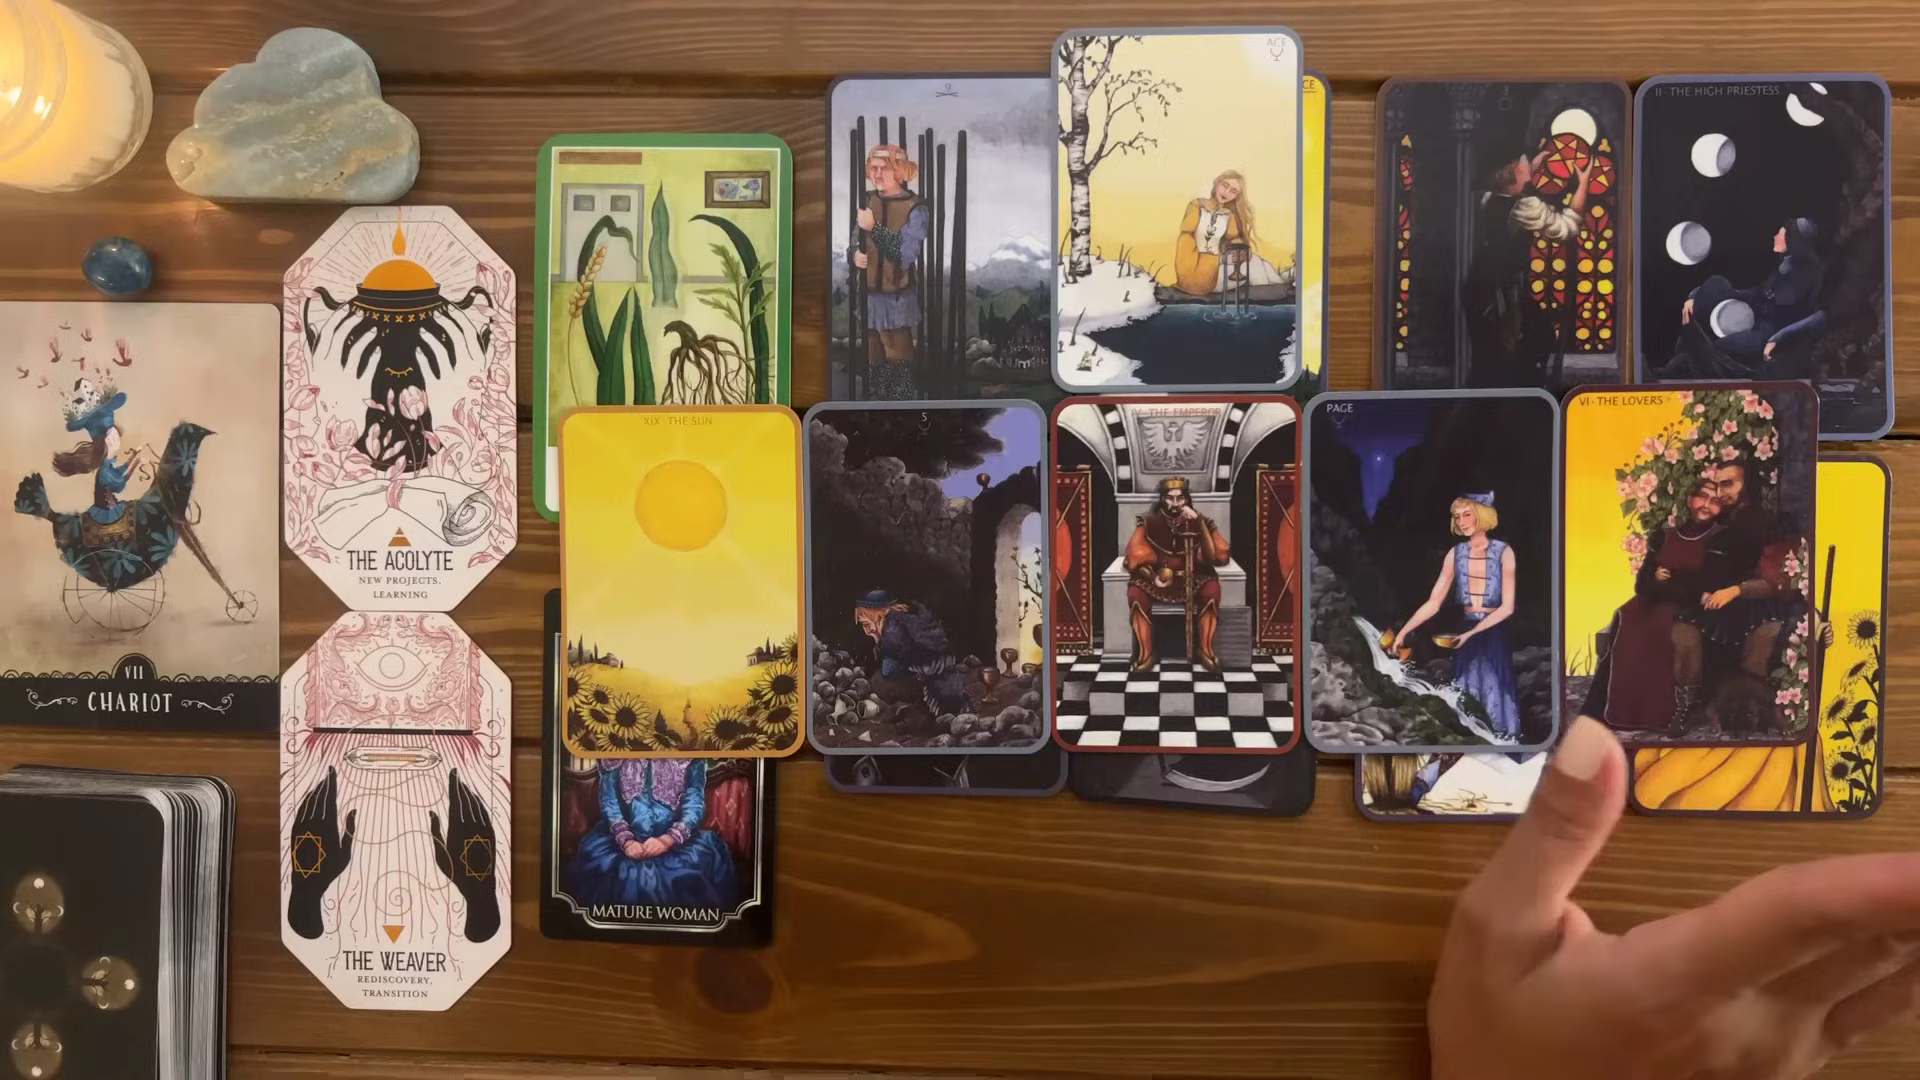 VII
CHARIOT
THE ACOLYTE
NEW PROJECTS.
LEARNING
THE WEAVER
REDISCOVERY,
TRANSITION
XIX · THE SUN
MATURE WOMAN
9
5
ACE
CE
IV · THE EMPEROR
PAGE
II · THE HIGH PRIESTESS
VI · THE LOVERS